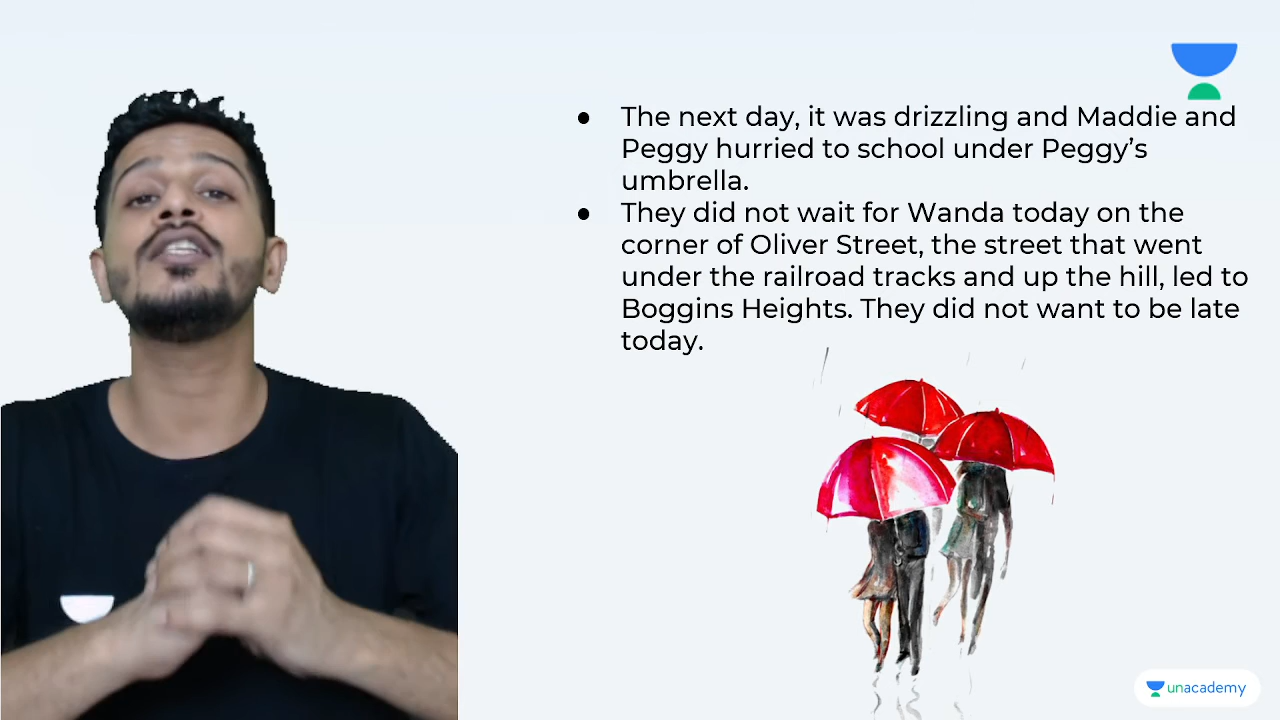 ● The next day, it was drizzling and Maddie and
Peggy hurried to school under Peggy’s
umbrella.
● They did not wait for Wanda today on the
corner of Oliver Street, the street that went
under the railroad tracks and up the hill, led to
Boggins Heights. They did not want to be late
today.
unacademy